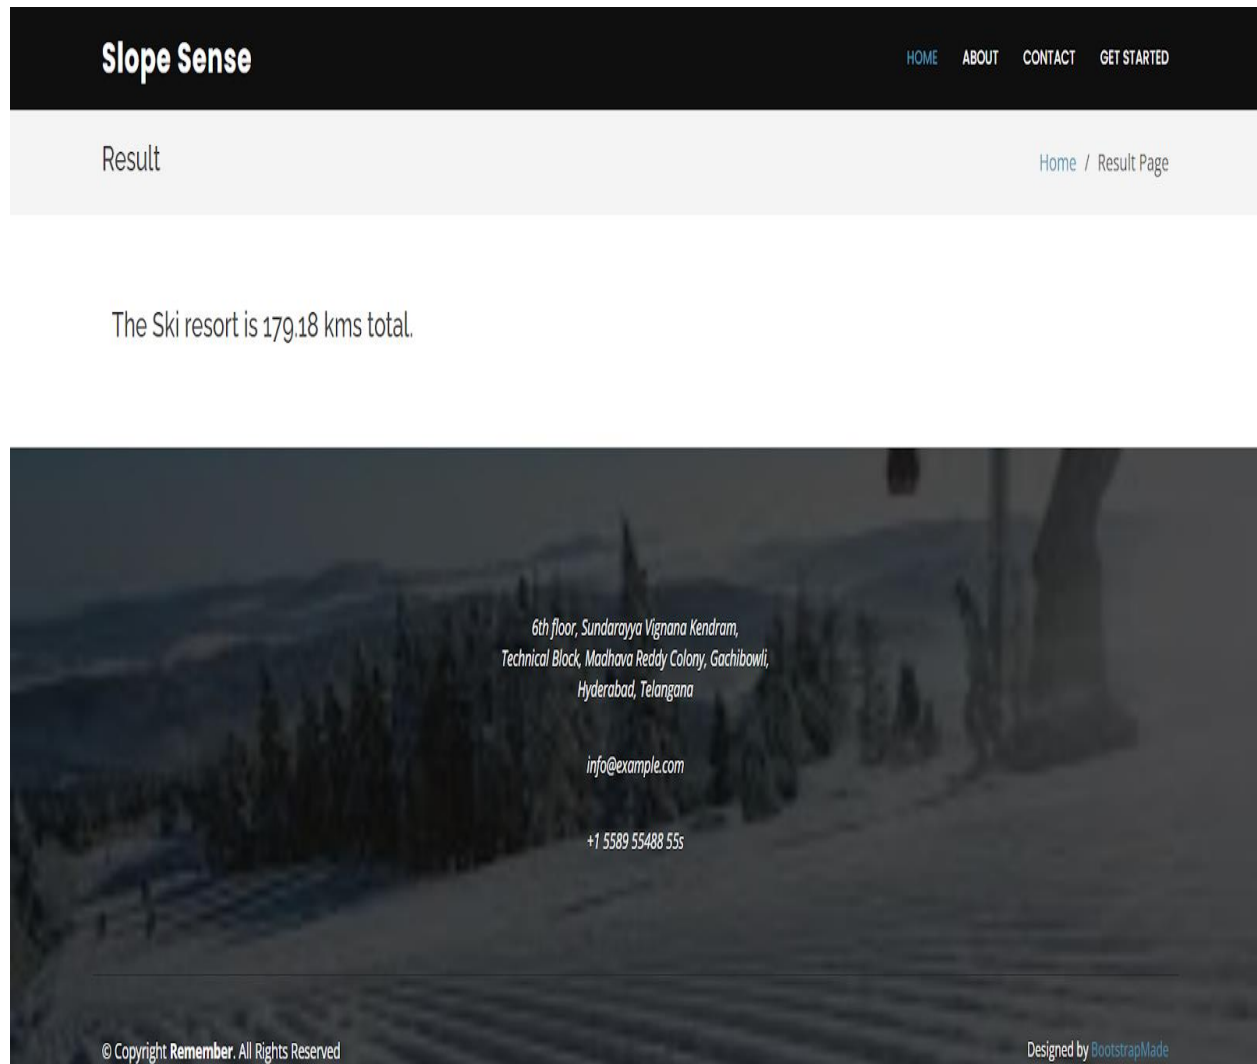 Slope Sense
HOME ABOUT CONTACT GET STARTED
Result
Home / Result Page
The Ski resort is 179.18 kms total.
6th floor, Sundarayya Vignana Kendram,
Technical Block, Madhava Reddy Colony, Gachibowli,
Hyderabad, Telangana
info@example.com
+1 5589 55488 55s
© Copyright Remember. All Rights Reserved
Designed by BootstrapMade